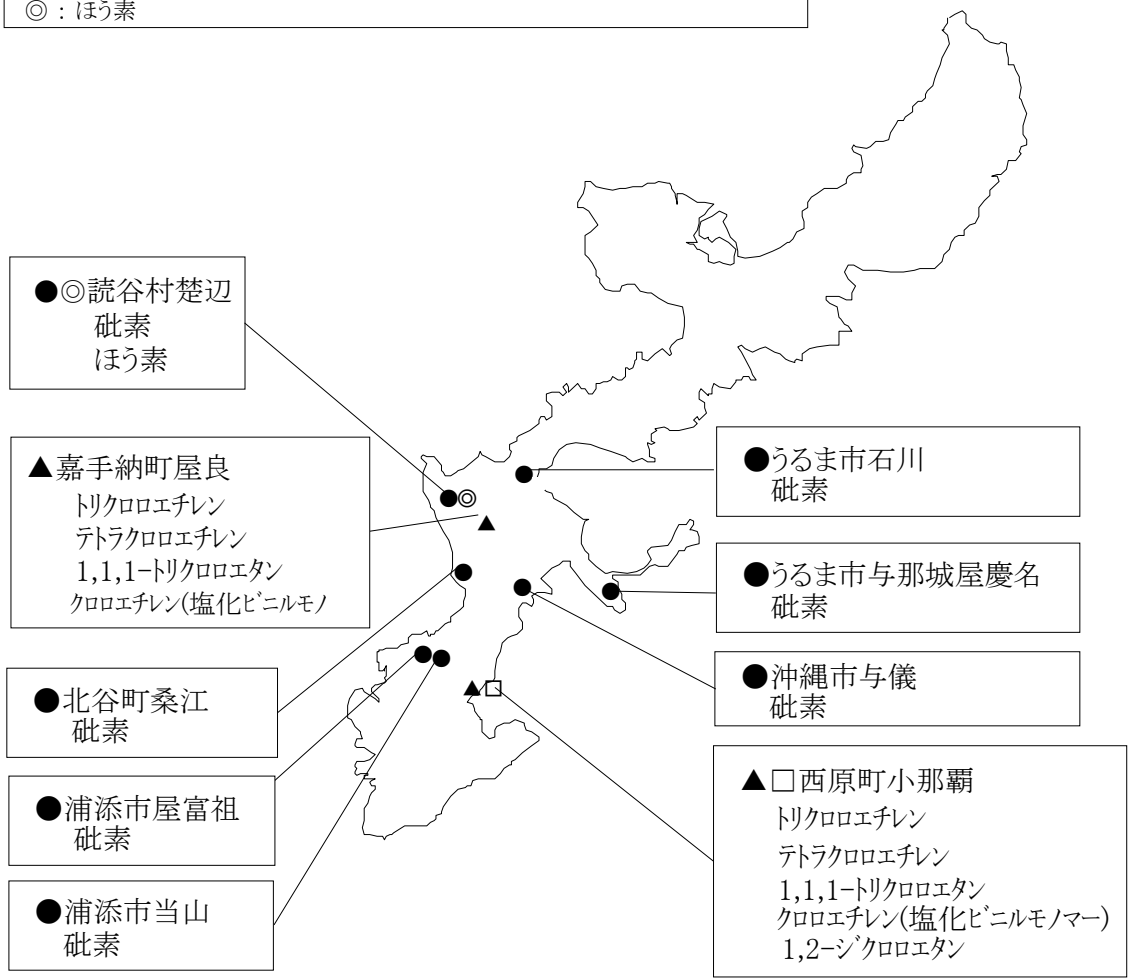 ◎：ほう素
●◎読谷村楚辺
砒素
ほう素
▲嘉手納町屋良
トリクロロエチレン
テトラクロロエチレン
1,1,1−トリクロロエタン
クロロエチレン(塩化ビニルモノ
●北谷町桑江
砒素
●浦添市屋富祖
砒素
●浦添市当山
砒素
●うるま市石川
砒素
●うるま市与那城屋慶名
砒素
●沖縄市与儀
砒素
▲□西原町小那覇
トリクロロエチレン
テトラクロロエチレン
1,1,1−トリクロロエタン
クロロエチレン(塩化ビニルモノマー)
1,2−ジクロロエタン